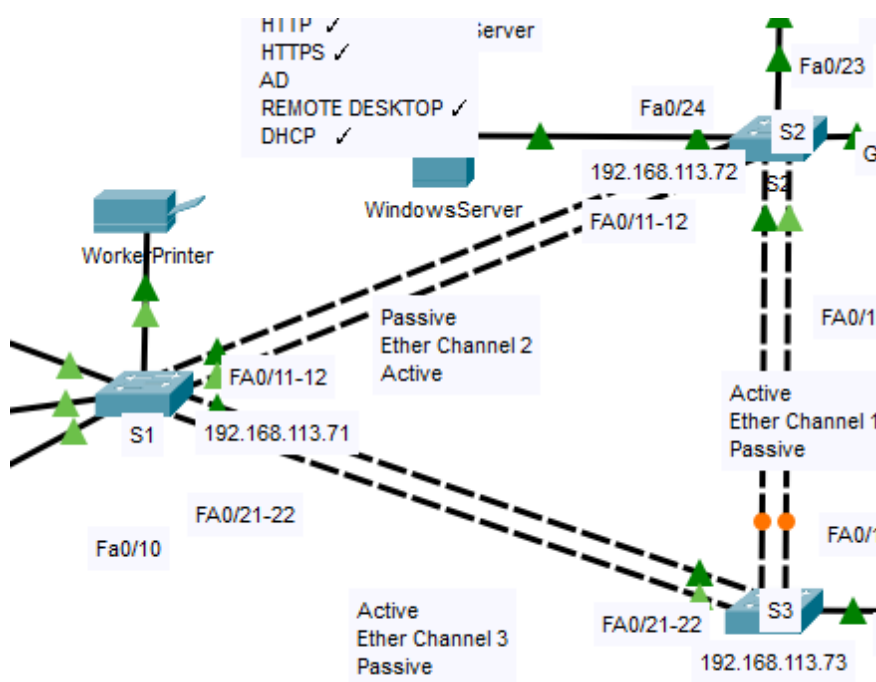 HTTP ✓
HTTPS ✓
AD
REMOTE DESKTOP ✓
DHCP ✓
Fa0/23
Fa0/24
S2
192.168.113.72
S2
WindowsServer
FA0/11-12
WorkerPrinter
Passive
Ether Channel 2
Active
FA0/11-12
S1
192.168.113.71
Active
Ether Channel 1
Passive
FA0/21-22
Fa0/10
Active
Ether Channel 3
Passive
FA0/21-22
S3
192.168.113.73